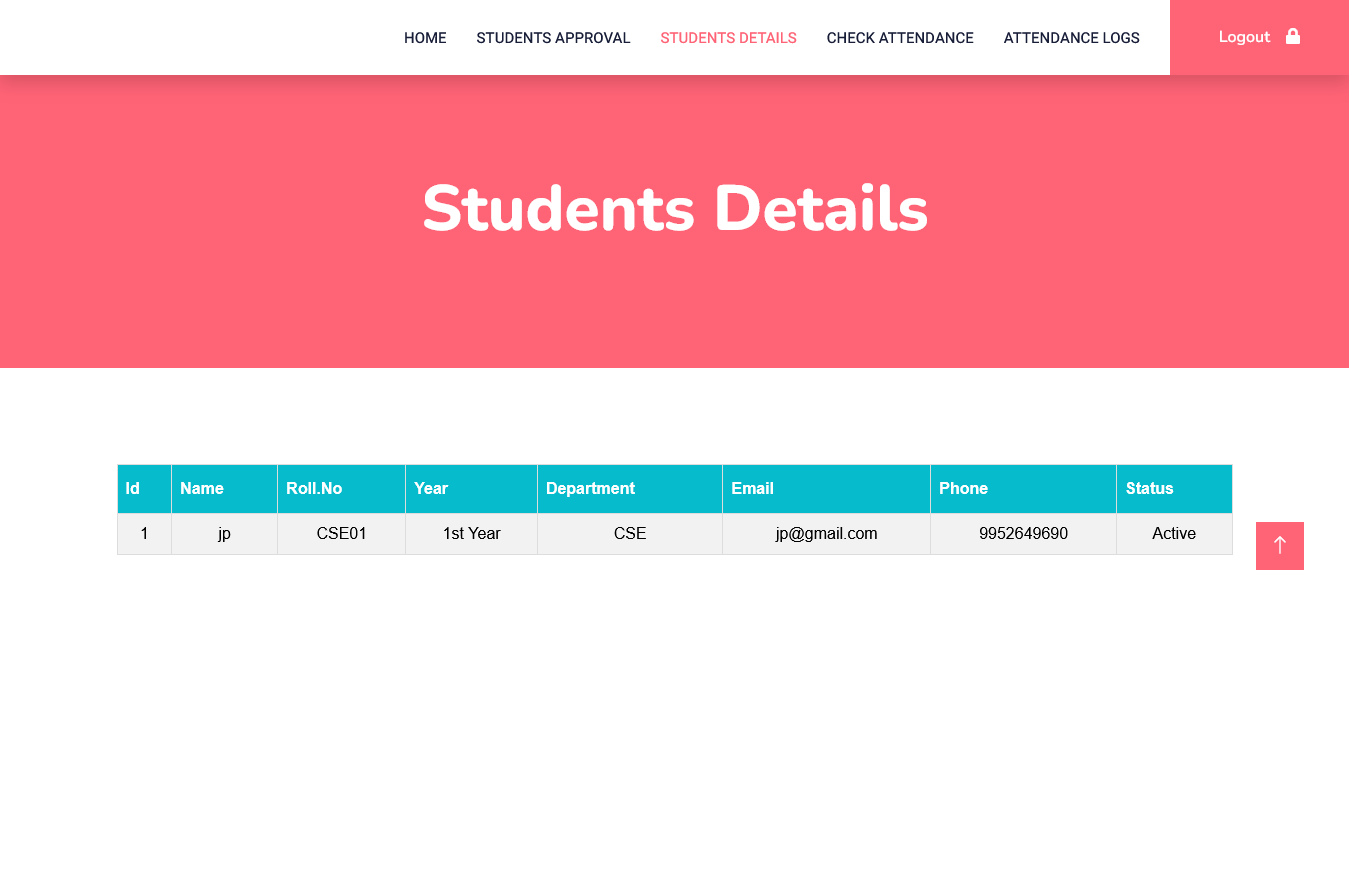 HOME STUDENTS APPROVAL STUDENTS DETAILS CHECK ATTENDANCE ATTENDANCE LOGS Logout
Students Details
Id Name Roll.No Year Department Email Phone Status
1 jp CSE01 1st Year CSE jp@gmail.com 9952649690 Active